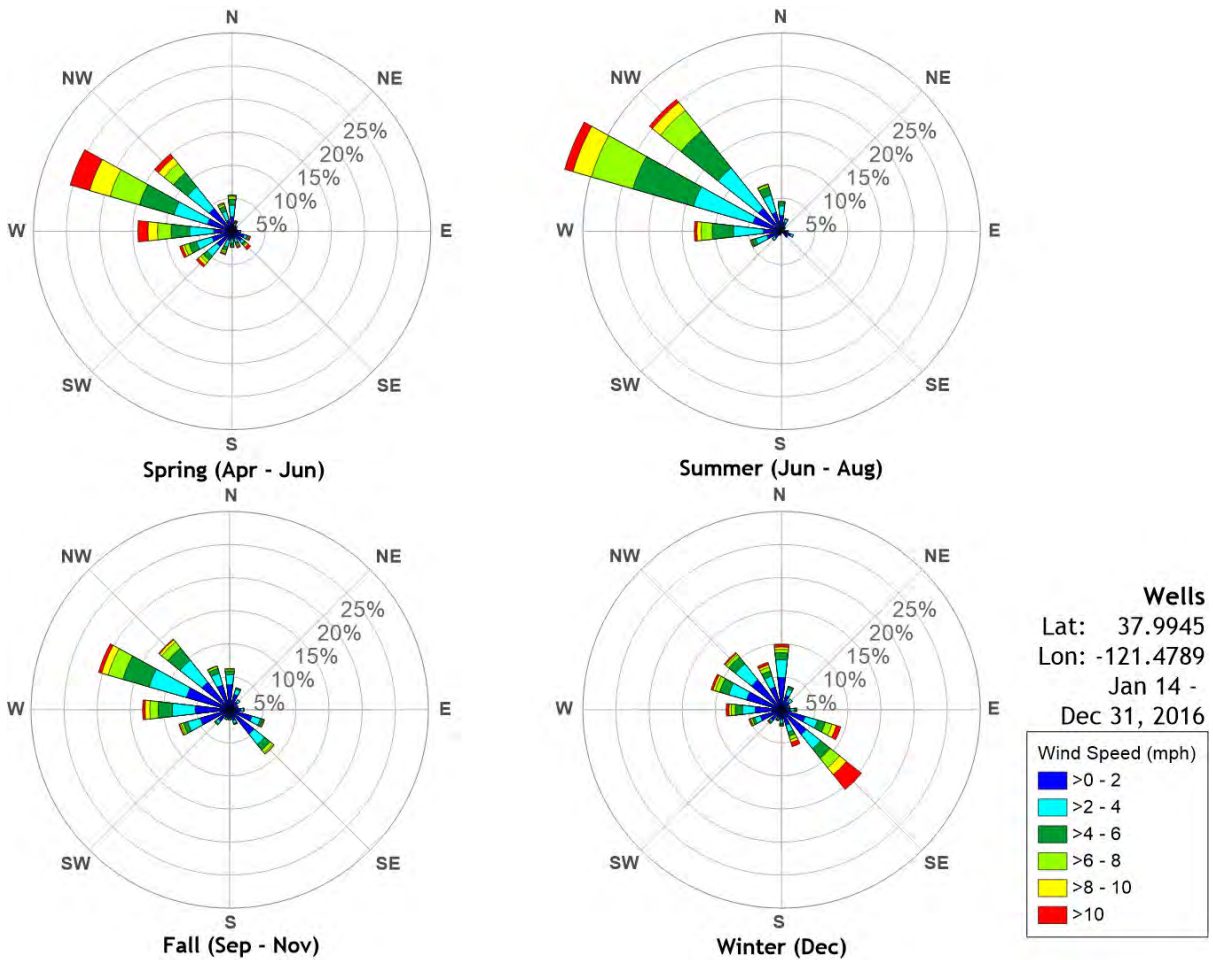 N
NW
NE
25%
20%
15%
10%
5%
W
E
SW
SE
S
Spring (Apr - Jun)
N
NW
NE
25%
20%
15%
10%
5%
W
E
SW
SE
S
Summer (Jun - Aug)
N
NW
NE
25%
20%
15%
10%
5%
W
E
SW
SE
S
Fall (Sep - Nov)
N
NW
NE
25%
20%
15%
10%
5%
W
E
SW
SE
S
Winter (Dec)
Wells
Lat: 37.9945
Lon: -121.4789
Jan 14 -
Dec 31, 2016
Wind Speed (mph)
>0 - 2
>2 - 4
>4 - 6
>6 - 8
>8 - 10
>10